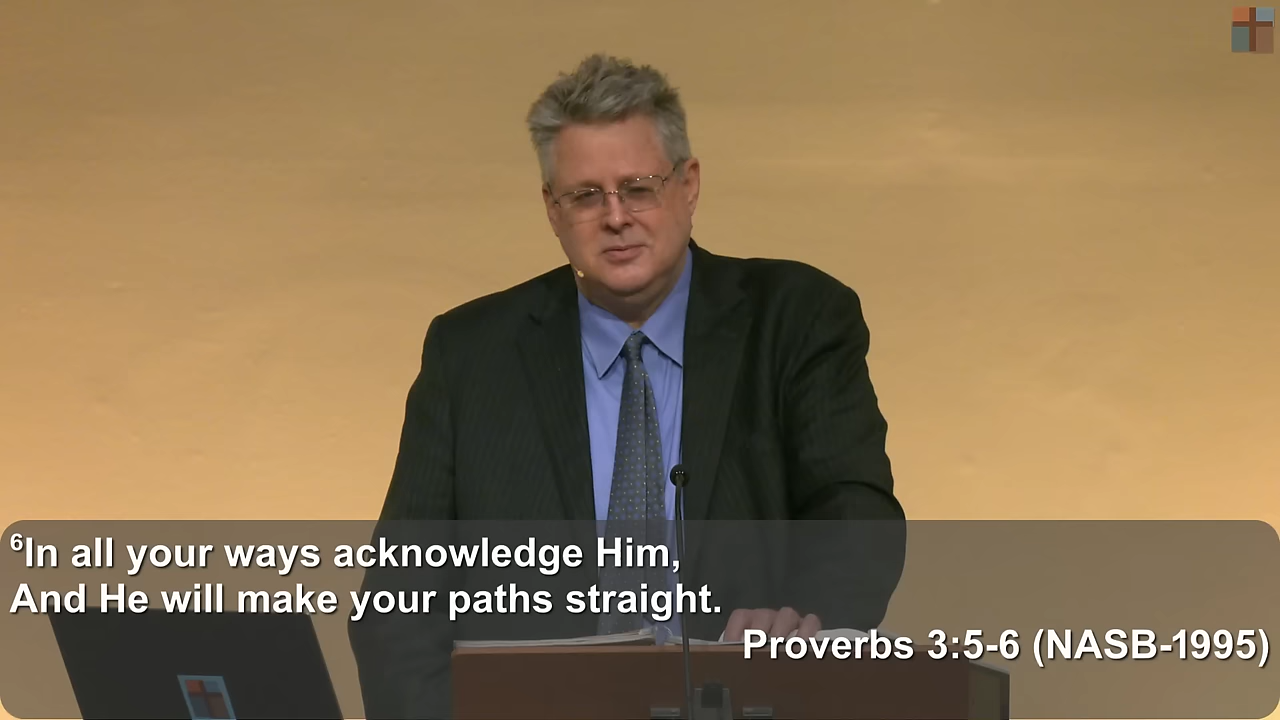 ⁶In all your ways acknowledge Him,
And He will make your paths straight.
Proverbs 3:5-6 (NASB-1995)